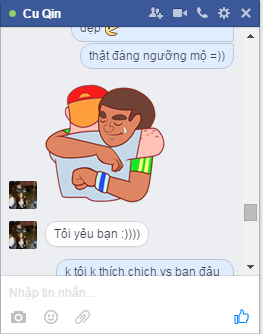 Cu Qin
đẹp
thật đáng ngưỡng mộ =))
Tôi yêu bạn :))))
k tôi k thích chịch vs bạn đâu
Nhập tin nhắn...